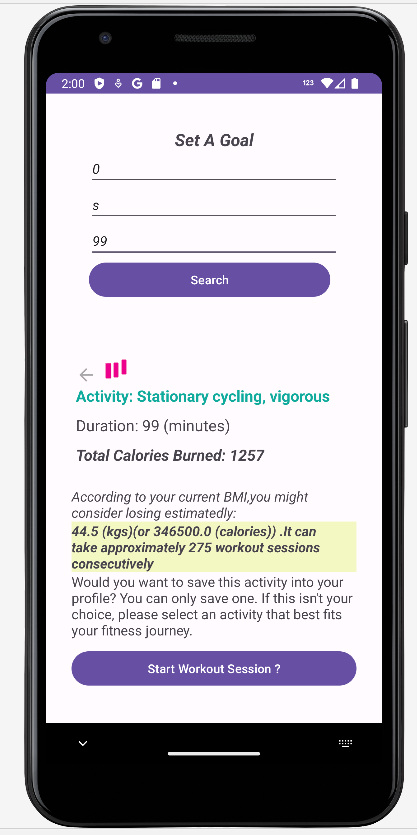 2:00
123
Set A Goal
0
s
99
Search
Activity: Stationary cycling, vigorous
Duration: 99 (minutes)
Total Calories Burned: 1257
According to your current BMI,you might
consider losing estimatedly:
44.5 (kgs)(or 346500.0 (calories)) .It can
take approximately 275 workout sessions
consecutively
Would you want to save this activity into your
profile? You can only save one. If this isn't your
choice, please select an activity that best fits
your fitness journey.
Start Workout Session ?